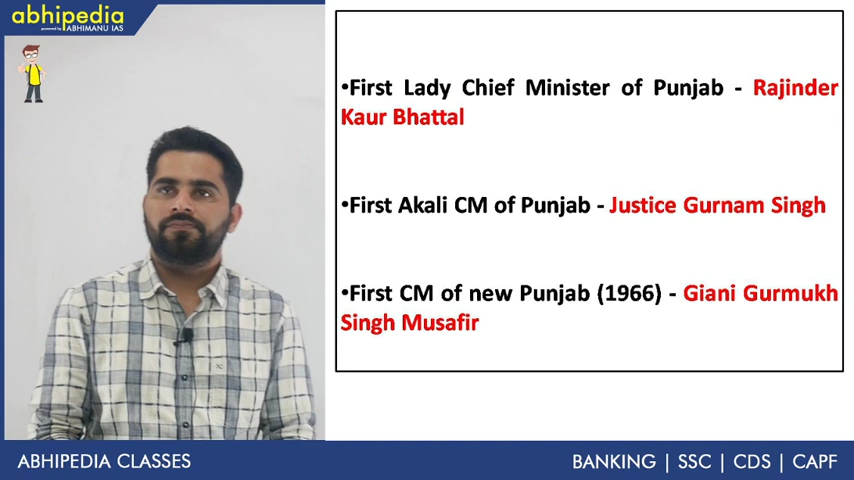 abhipedia
powered by ABHIMANU IAS
•First Lady Chief Minister of Punjab - Rajinder
Kaur Bhattal
•First Akali CM of Punjab - Justice Gurnam Singh
•First CM of new Punjab (1966) - Giani Gurmukh
Singh Musafir
ABHIPEDIA CLASSES
BANKING | SSC | CDS | CAPF